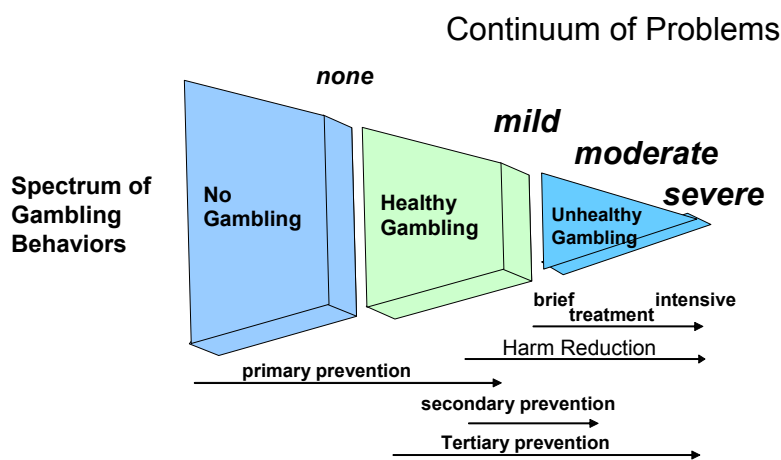 Continuum of Problems
none
mild
moderate
severe
Spectrum of
Gambling
Behaviors
No
Gambling
Healthy
Gambling
Unhealthy
Gambling
brief intensive
treatment
Harm Reduction
primary prevention
secondary prevention
Tertiary prevention